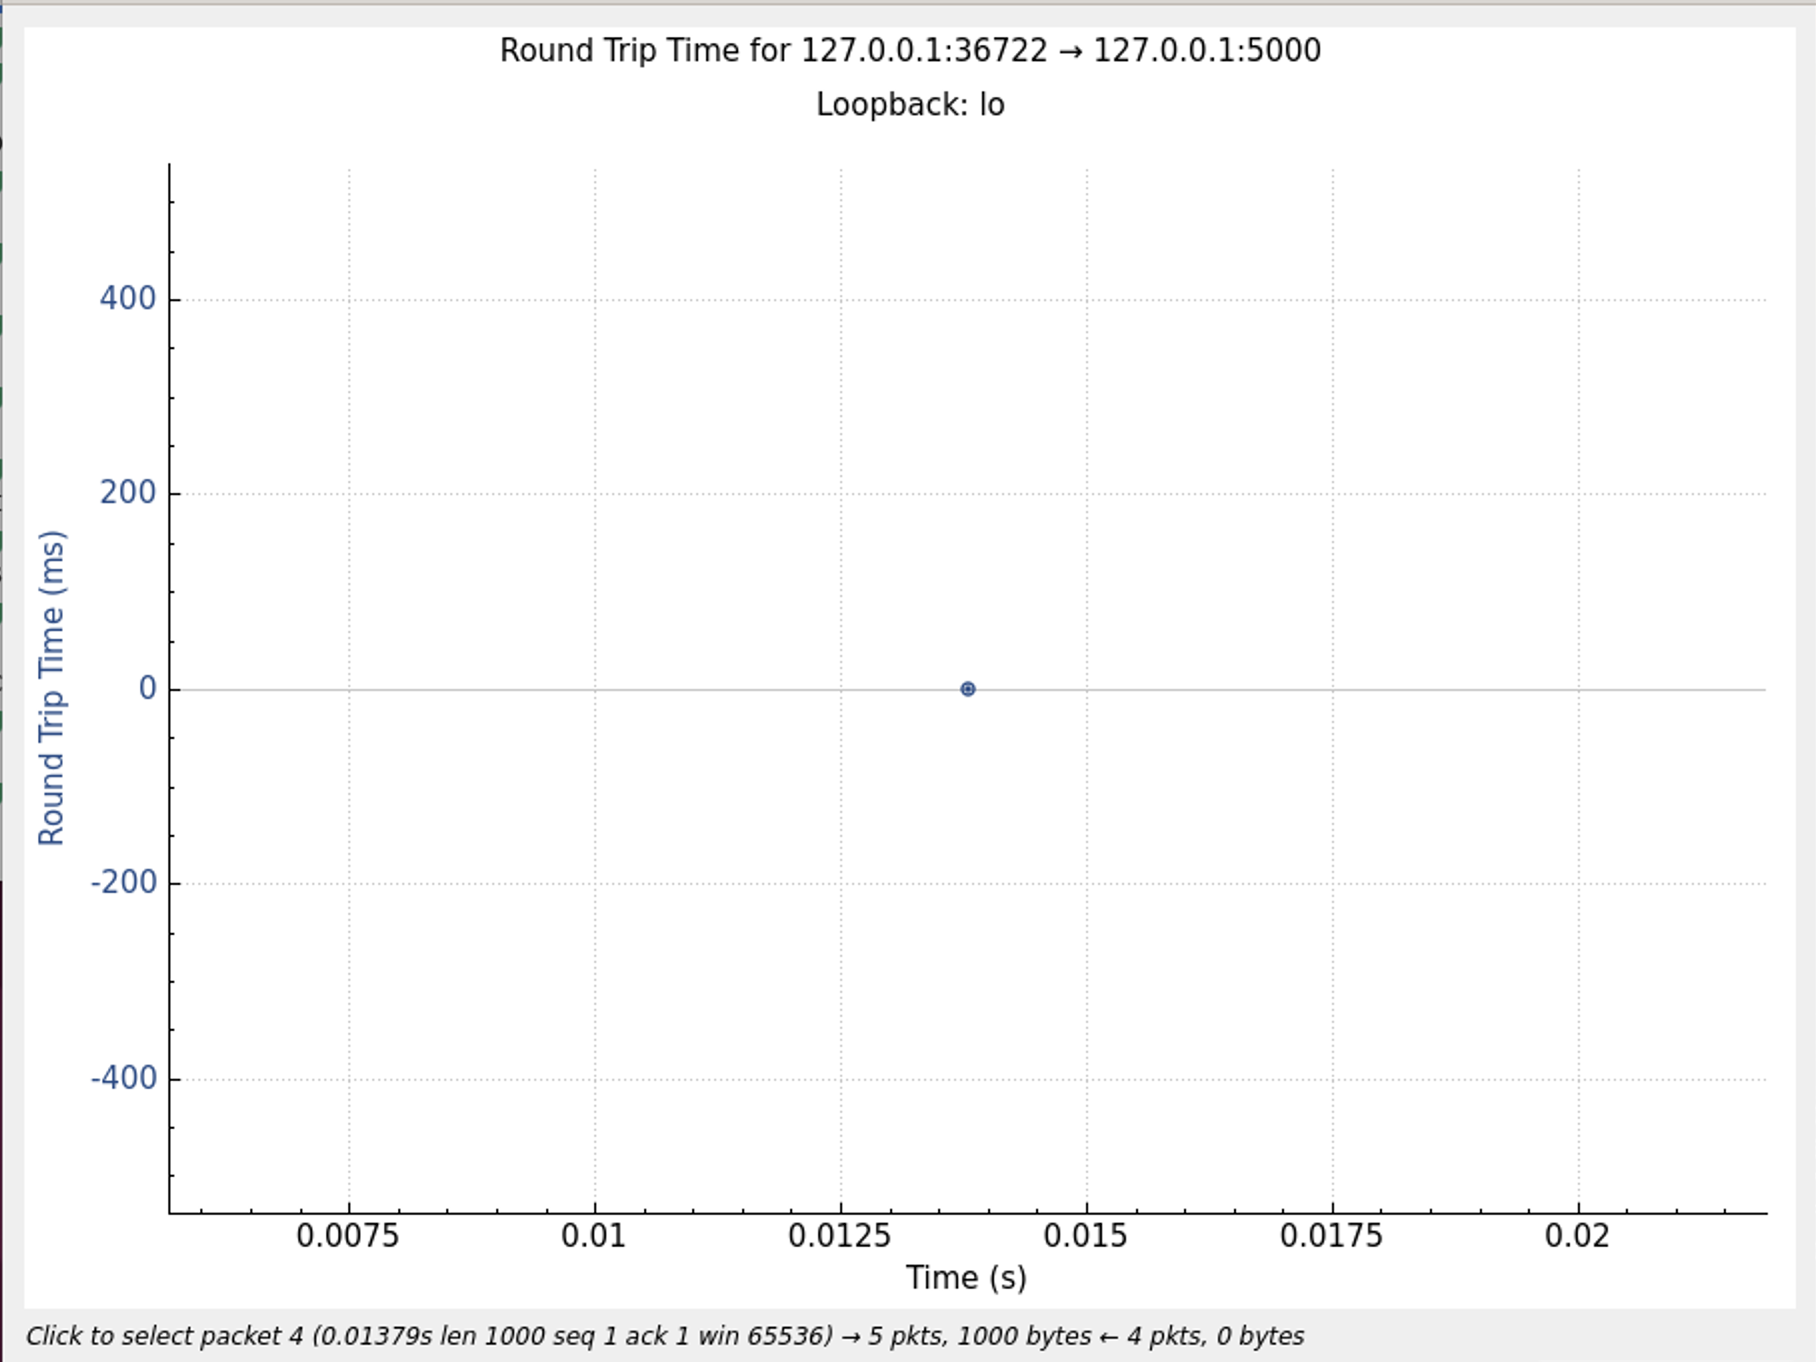 Round Trip Time for 127.0.0.1:36722 → 127.0.0.1:5000
Loopback: lo
400
200
0
-200
-400
Round Trip Time (ms)
0.0075 0.01 0.0125 0.015 0.0175 0.02
Time (s)
Click to select packet 4 (0.01379s len 1000 seq 1 ack 1 win 65536) → 5 pkts, 1000 bytes ← 4 pkts, 0 bytes